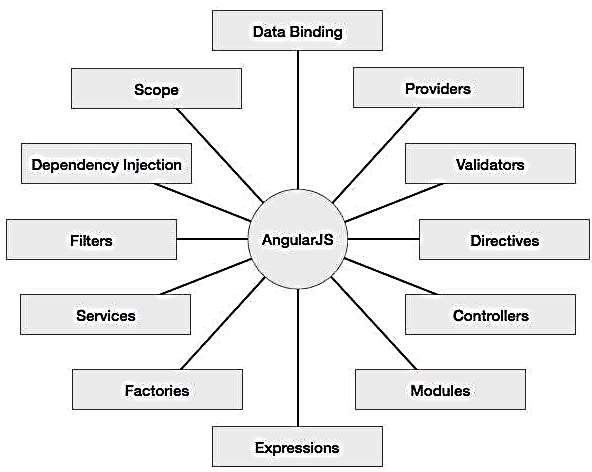 Data Binding
Scope
Providers
Dependency Injection
Validators
Filters
AngularJS
Directives
Services
Controllers
Factories
Modules
Expressions